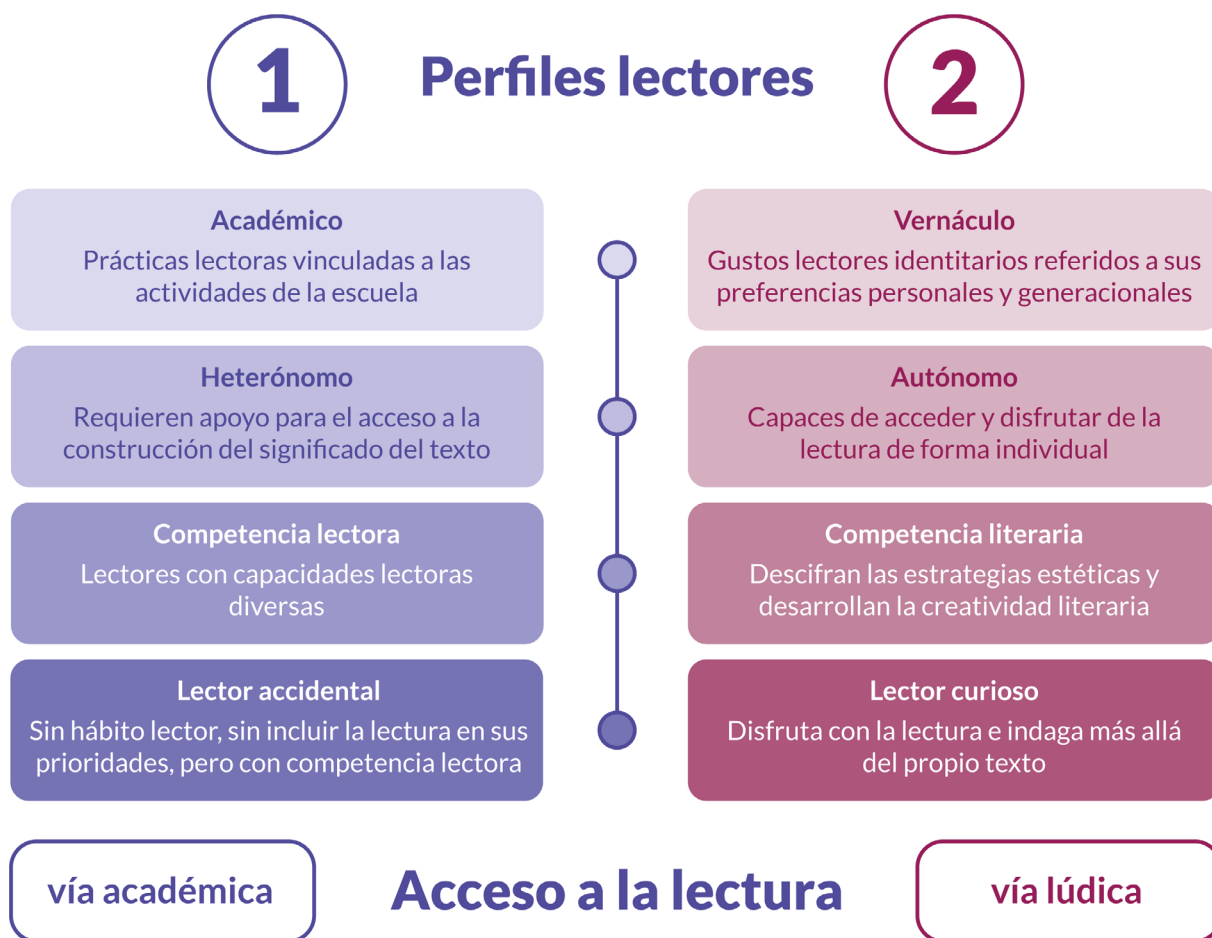 1
Perfiles lectores
2
Académico
Prácticas lectoras vinculadas a las
actividades de la escuela
Vernáculo
Gustos lectores identitarios referidos a sus
preferencias personales y generacionales
Heterónomo
Requieren apoyo para el acceso a la
construcción del significado del texto
Autónomo
Capaces de acceder y disfrutar de la
lectura de forma individual
Competencia lectora
Lectores con capacidades lectoras
diversas
Competencia literaria
Descifran las estrategias estéticas y
desarrollan la creatividad literaria
Lector accidental
Sin hábito lector, sin incluir la lectura en sus
prioridades, pero con competencia lectora
Lector curioso
Disfruta con la lectura e indaga más allá
del propio texto
vía académica
Acceso a la lectura
vía lúdica